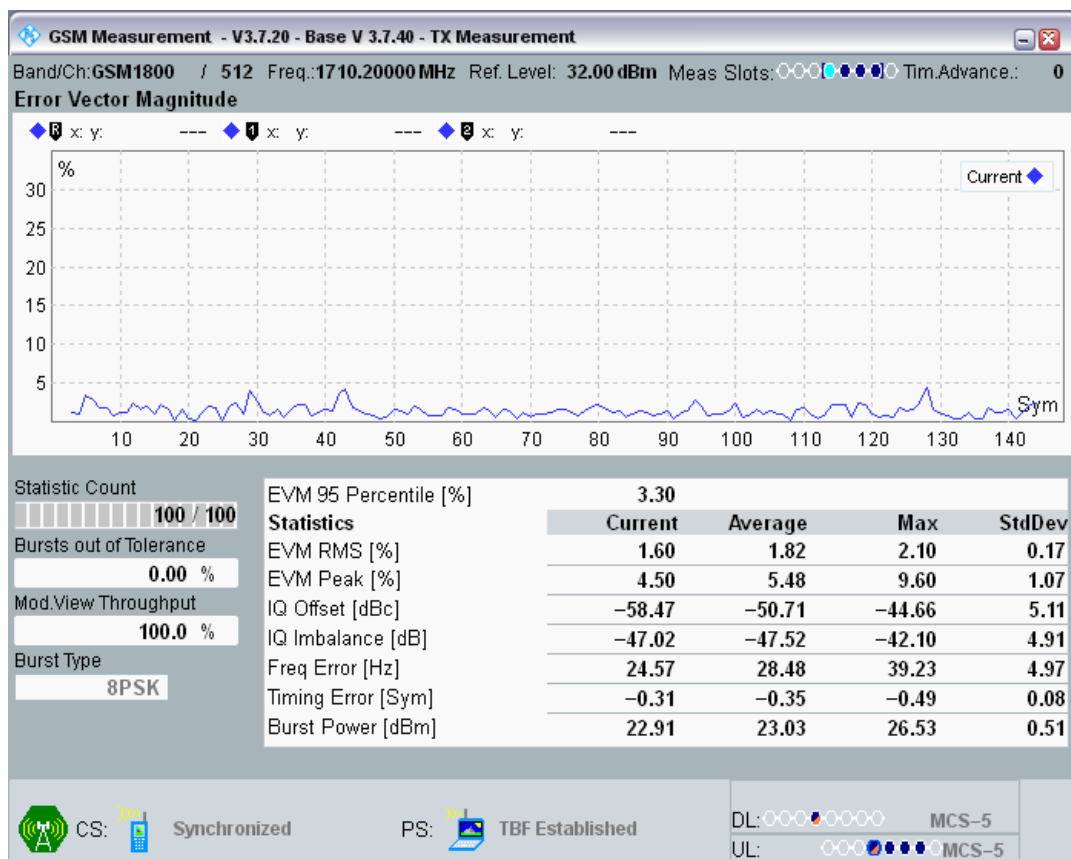 GSM Measurement - V3.7.20 - Base V 3.7.40 - TX Measurement
Band/Ch:GSM1800 / 512 Freq.:1710.20000 MHz Ref. Level: 32.00 dBm Meas Slots: Tim.Advance.: 0
Error Vector Magnitude
R x: y: --- 1 x: y: --- 2 x: y: ---
%
Current
30
25
20
15
10
5
Sym
10 20 30 40 50 60 70 80 90 100 110 120 130 140
Statistic Count
100 / 100
Bursts out of Tolerance
0.00 %
Mod.View Throughput
100.0 %
Burst Type
8PSK
EVM 95 Percentile [%] 3.30
Statistics Current Average Max StdDev
EVM RMS [%] 1.60 1.82 2.10 0.17
EVM Peak [%] 4.50 5.48 9.60 1.07
IQ Offset [dBc] −58.47 −50.71 −44.66 5.11
IQ Imbalance [dB] −47.02 −47.52 −42.10 4.91
Freq Error [Hz] 24.57 28.48 39.23 4.97
Timing Error [Sym] −0.31 −0.35 −0.49 0.08
Burst Power [dBm] 22.91 23.03 26.53 0.51
CS: Synchronized PS: TBF Established
DL: MCS−5
UL: MCS−5